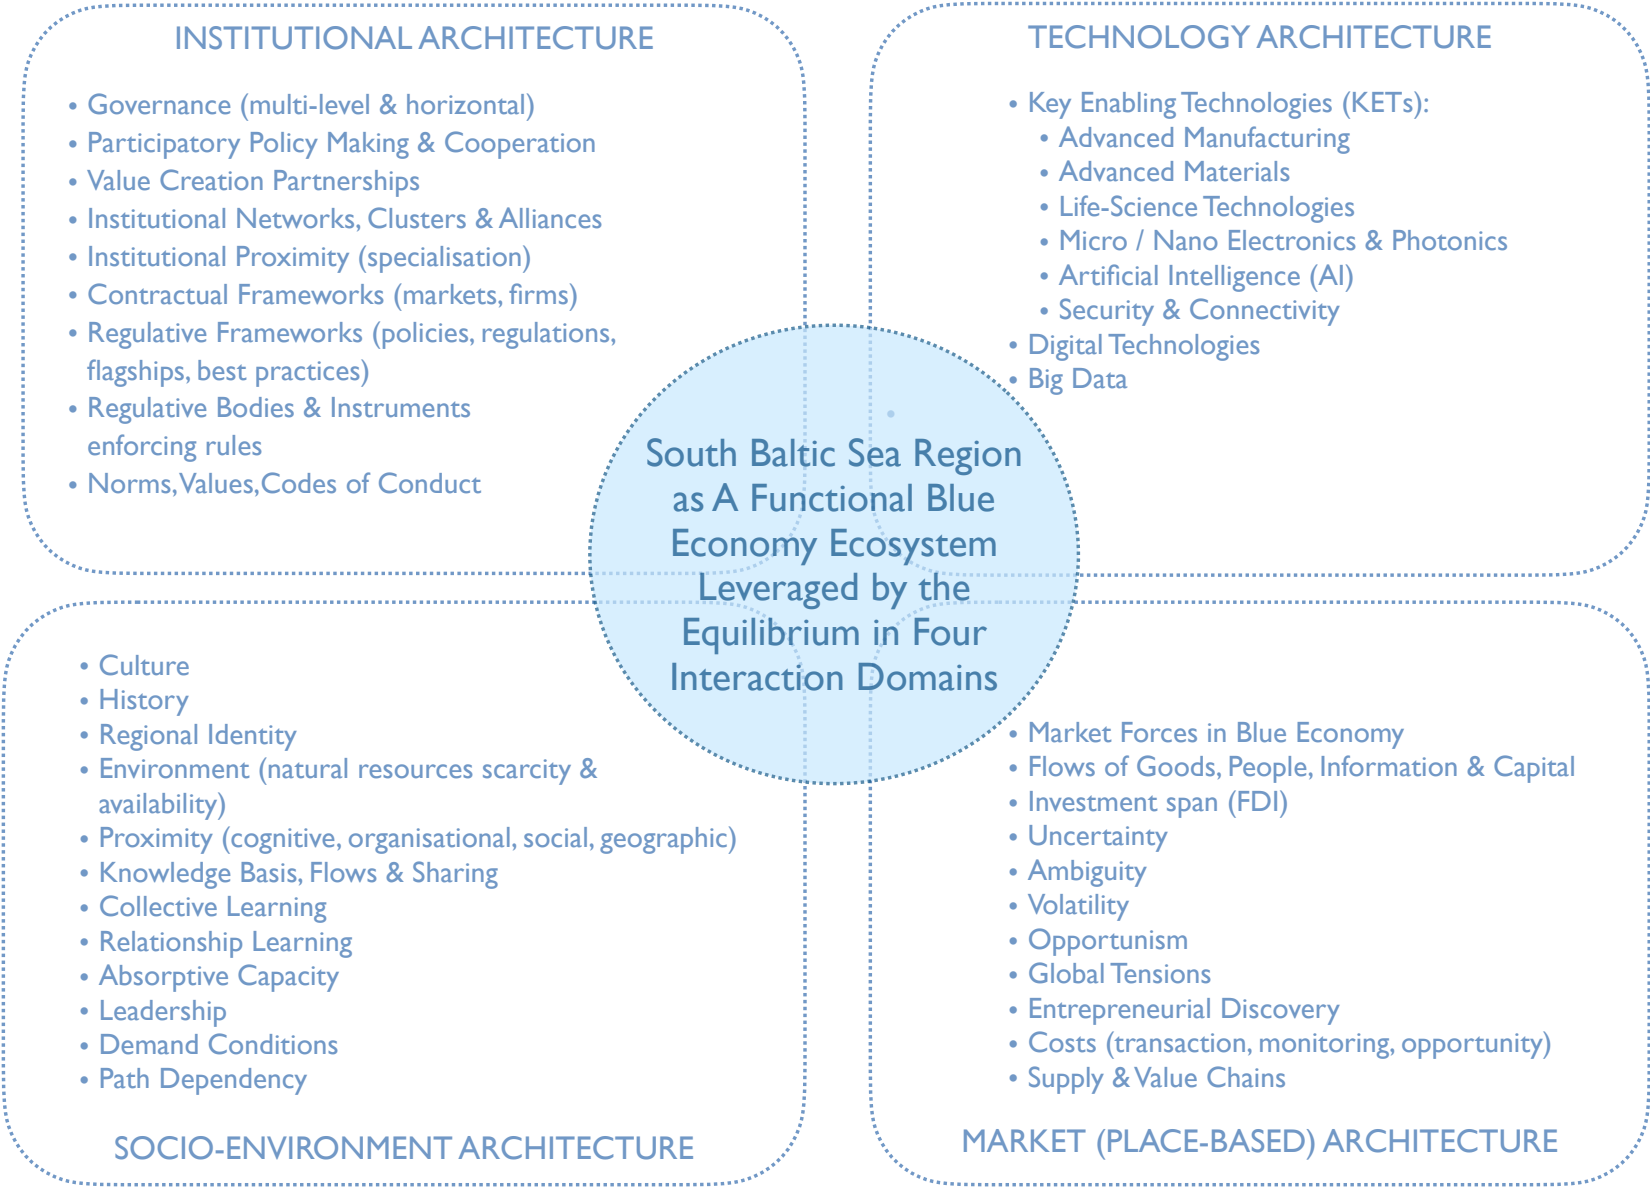 INSTITUTIONAL ARCHITECTURE
• Governance (multi-level & horizontal)
• Participatory Policy Making & Cooperation
• Value Creation Partnerships
• Institutional Networks, Clusters & Alliances
• Institutional Proximity (specialisation)
• Contractual Frameworks (markets, firms)
• Regulative Frameworks (policies, regulations,
flagships, best practices)
• Regulative Bodies & Instruments
enforcing rules
• Norms, Values, Codes of Conduct
TECHNOLOGY ARCHITECTURE
• Key Enabling Technologies (KETs):
• Advanced Manufacturing
• Advanced Materials
• Life-Science Technologies
• Micro / Nano Electronics & Photonics
• Artificial Intelligence (AI)
• Security & Connectivity
• Digital Technologies
• Big Data
South Baltic Sea Region
as A Functional Blue
Economy Ecosystem
Leveraged by the
Equilibrium in Four
Interaction Domains
• Culture
• History
• Regional Identity
• Environment (natural resources scarcity &
availability)
• Proximity (cognitive, organisational, social, geographic)
• Knowledge Basis, Flows & Sharing
• Collective Learning
• Relationship Learning
• Absorptive Capacity
• Leadership
• Demand Conditions
• Path Dependency
SOCIO-ENVIRONMENT ARCHITECTURE
• Market Forces in Blue Economy
• Flows of Goods, People, Information & Capital
• Investment span (FDI)
• Uncertainty
• Ambiguity
• Volatility
• Opportunism
• Global Tensions
• Entrepreneurial Discovery
• Costs (transaction, monitoring, opportunity)
• Supply & Value Chains
MARKET (PLACE-BASED) ARCHITECTURE